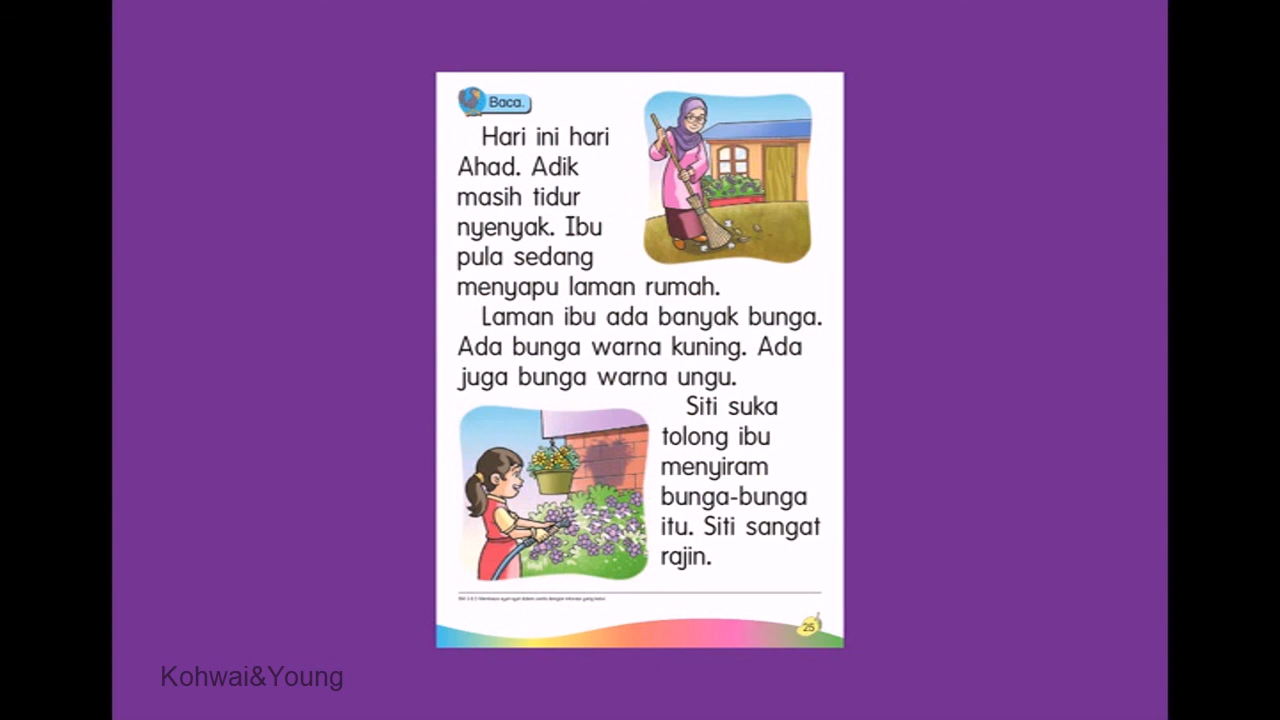 Baca.
Hari ini hari
Ahad. Adik
masih tidur
nyenyak. Ibu
pula sedang
menyapu laman rumah.
Laman ibu ada banyak bunga.
Ada bunga warna kuning. Ada
juga bunga warna ungu.
Siti suka
tolong ibu
menyiram
bunga-bunga
itu. Siti sangat
rajin.
25
Kohwai&Young